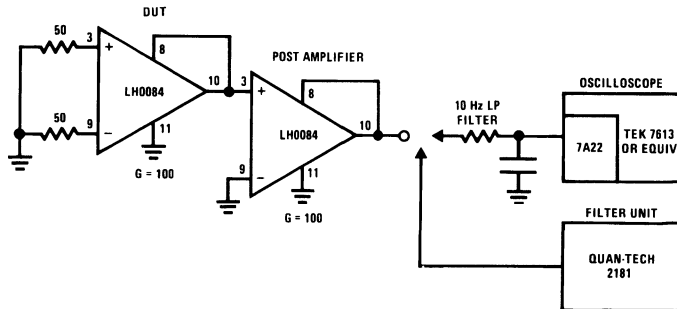 DUT
50
3
+
8
LH0084
10
50
9
−
11
G = 100
POST AMPLIFIER
3
+
8
LH0084
10
9
−
11
G = 100
10 Hz LP
FILTER
OSCILLOSCOPE
7A22
TEK 7613
OR EQUIV
FILTER UNIT
QUAN-TECH
2181